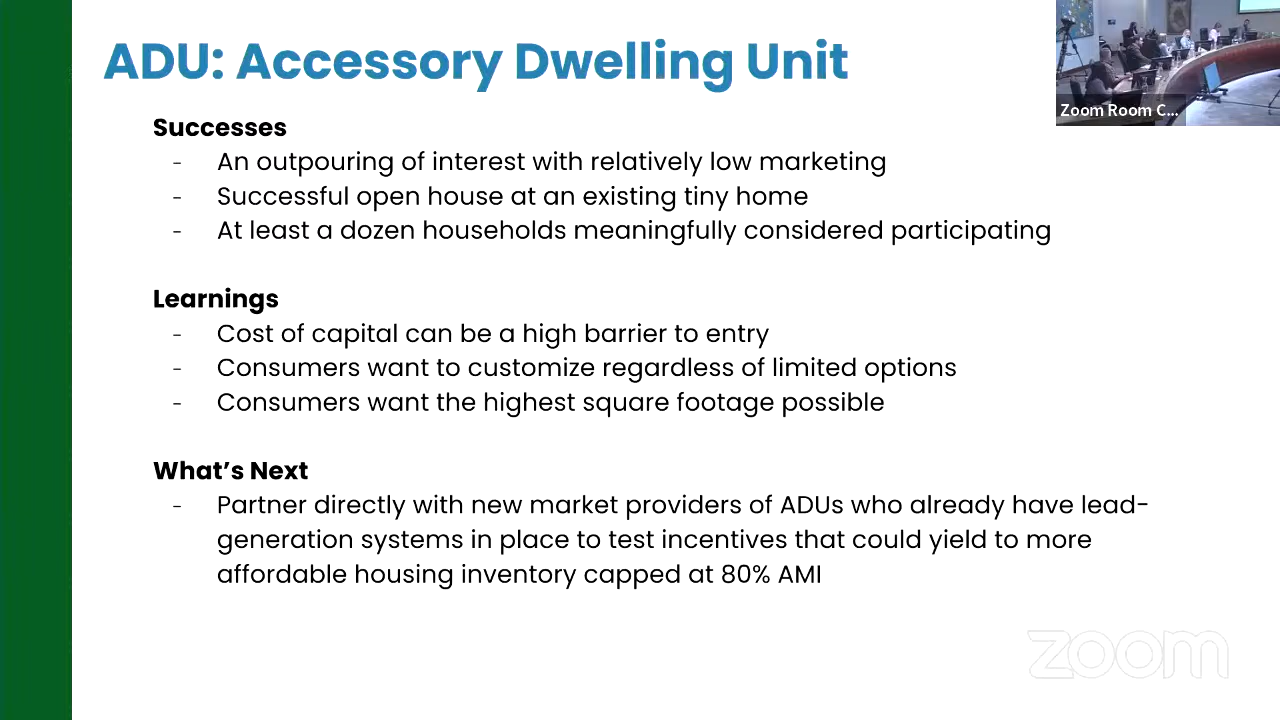 ADU: Accessory Dwelling Unit
Zoom Room C...
Successes
- An outpouring of interest with relatively low marketing
- Successful open house at an existing tiny home
- At least a dozen households meaningfully considered participating
Learnings
- Cost of capital can be a high barrier to entry
- Consumers want to customize regardless of limited options
- Consumers want the highest square footage possible
What's Next
- Partner directly with new market providers of ADUs who already have lead-
generation systems in place to test incentives that could yield to more
affordable housing inventory capped at 80% AMI
zoom